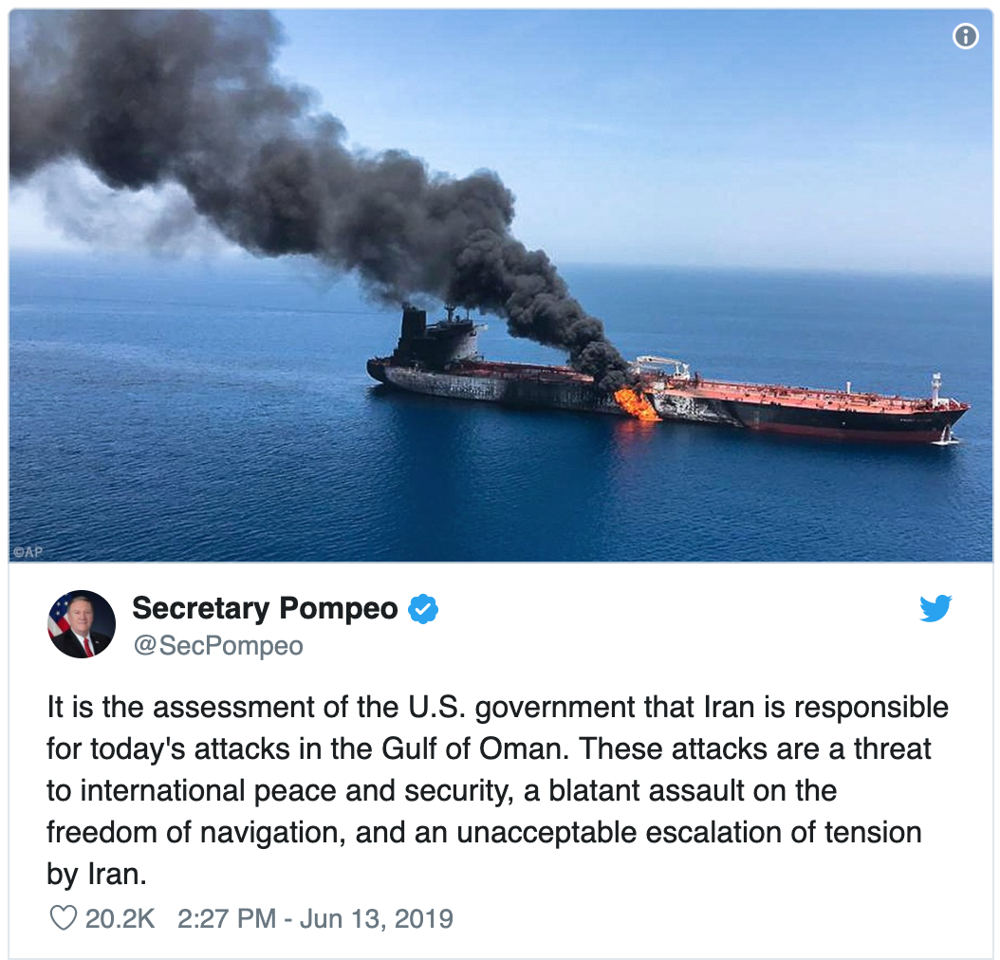 ©AP
Secretary Pompeo
@SecPompeo
It is the assessment of the U.S. government that Iran is responsible
for today's attacks in the Gulf of Oman. These attacks are a threat
to international peace and security, a blatant assault on the
freedom of navigation, and an unacceptable escalation of tension
by Iran.
20.2K 2:27 PM - Jun 13, 2019